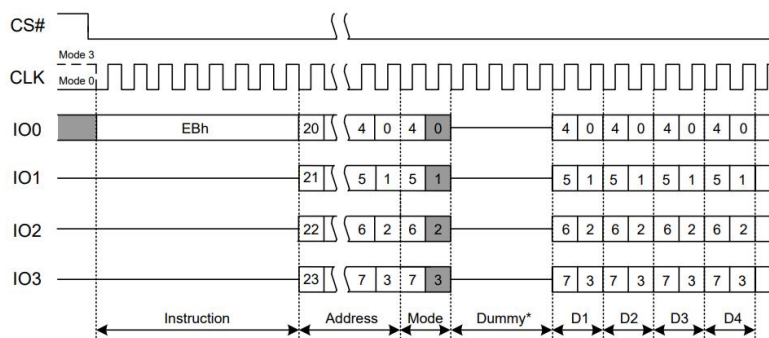 CS#
Mode 3
CLK Mode 0
IO0 EBh 20 4 0 4 0 4 0 4 0 4 0 4 0
IO1 21 5 1 5 1 5 1 5 1 5 1 5 1
IO2 22 6 2 6 2 6 2 6 2 6 2 6 2
IO3 23 7 3 7 3 7 3 7 3 7 3 7 3
Instruction Address Mode Dummy* D1 D2 D3 D4